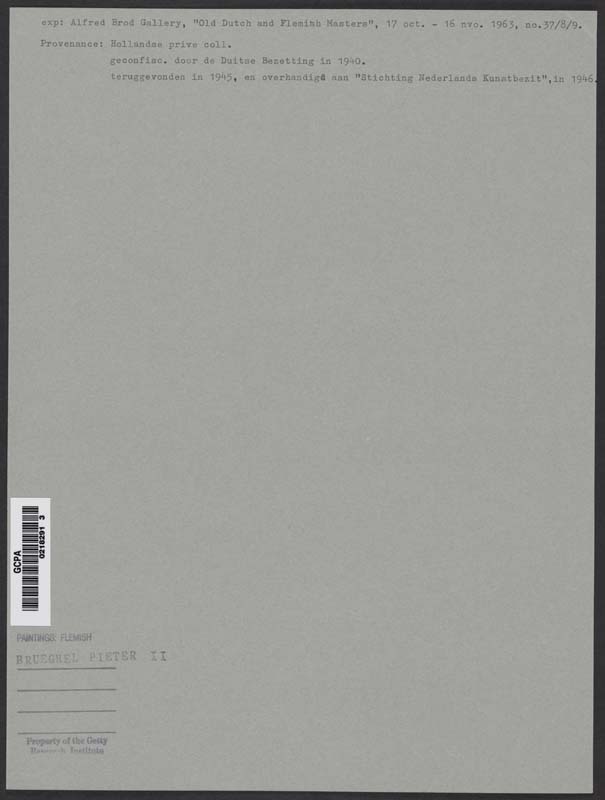 exp: Alfred Brod Gallery, "Old Dutch and Flemihh Masters", 17 oct. - 16 nvo. 1963, no.37/8/9.
Provenance: Hollandse prive coll.
geconfisc. door de Duitse Bezetting in 1940.
teruggevonden in 1945, en overhandigd aan "Stichting Nederlands Kunstbezit",in 1946.
GCPA
0218291 3
PAINTINGS: FLEMISH
BRUEGHEL PIETER II
Property of the Getty
Research Institute